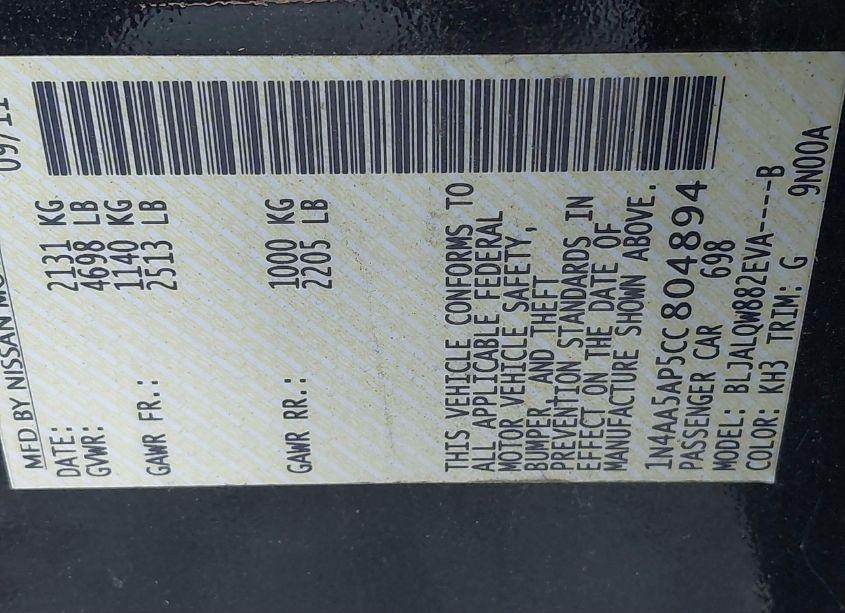 MFD BY NISSAN MO
DATE: 09/11
GVWR: 2131 KG
4698 LB
GAWR FR.: 1140 KG
2513 LB
GAWR RR.: 1000 KG
2205 LB
THIS VEHICLE CONFORMS TO
ALL APPLICABLE FEDERAL
MOTOR VEHICLE SAFETY,
BUMPER, AND THEFT
PREVENTION STANDARDS IN
EFFECT ON THE DATE OF
MANUFACTURE SHOWN ABOVE.
1N4AA5AP5CC804894
PASSENGER CAR 698
MODEL: BLJALQW882EVA----B
COLOR: KH3 TRIM: G 9N00A